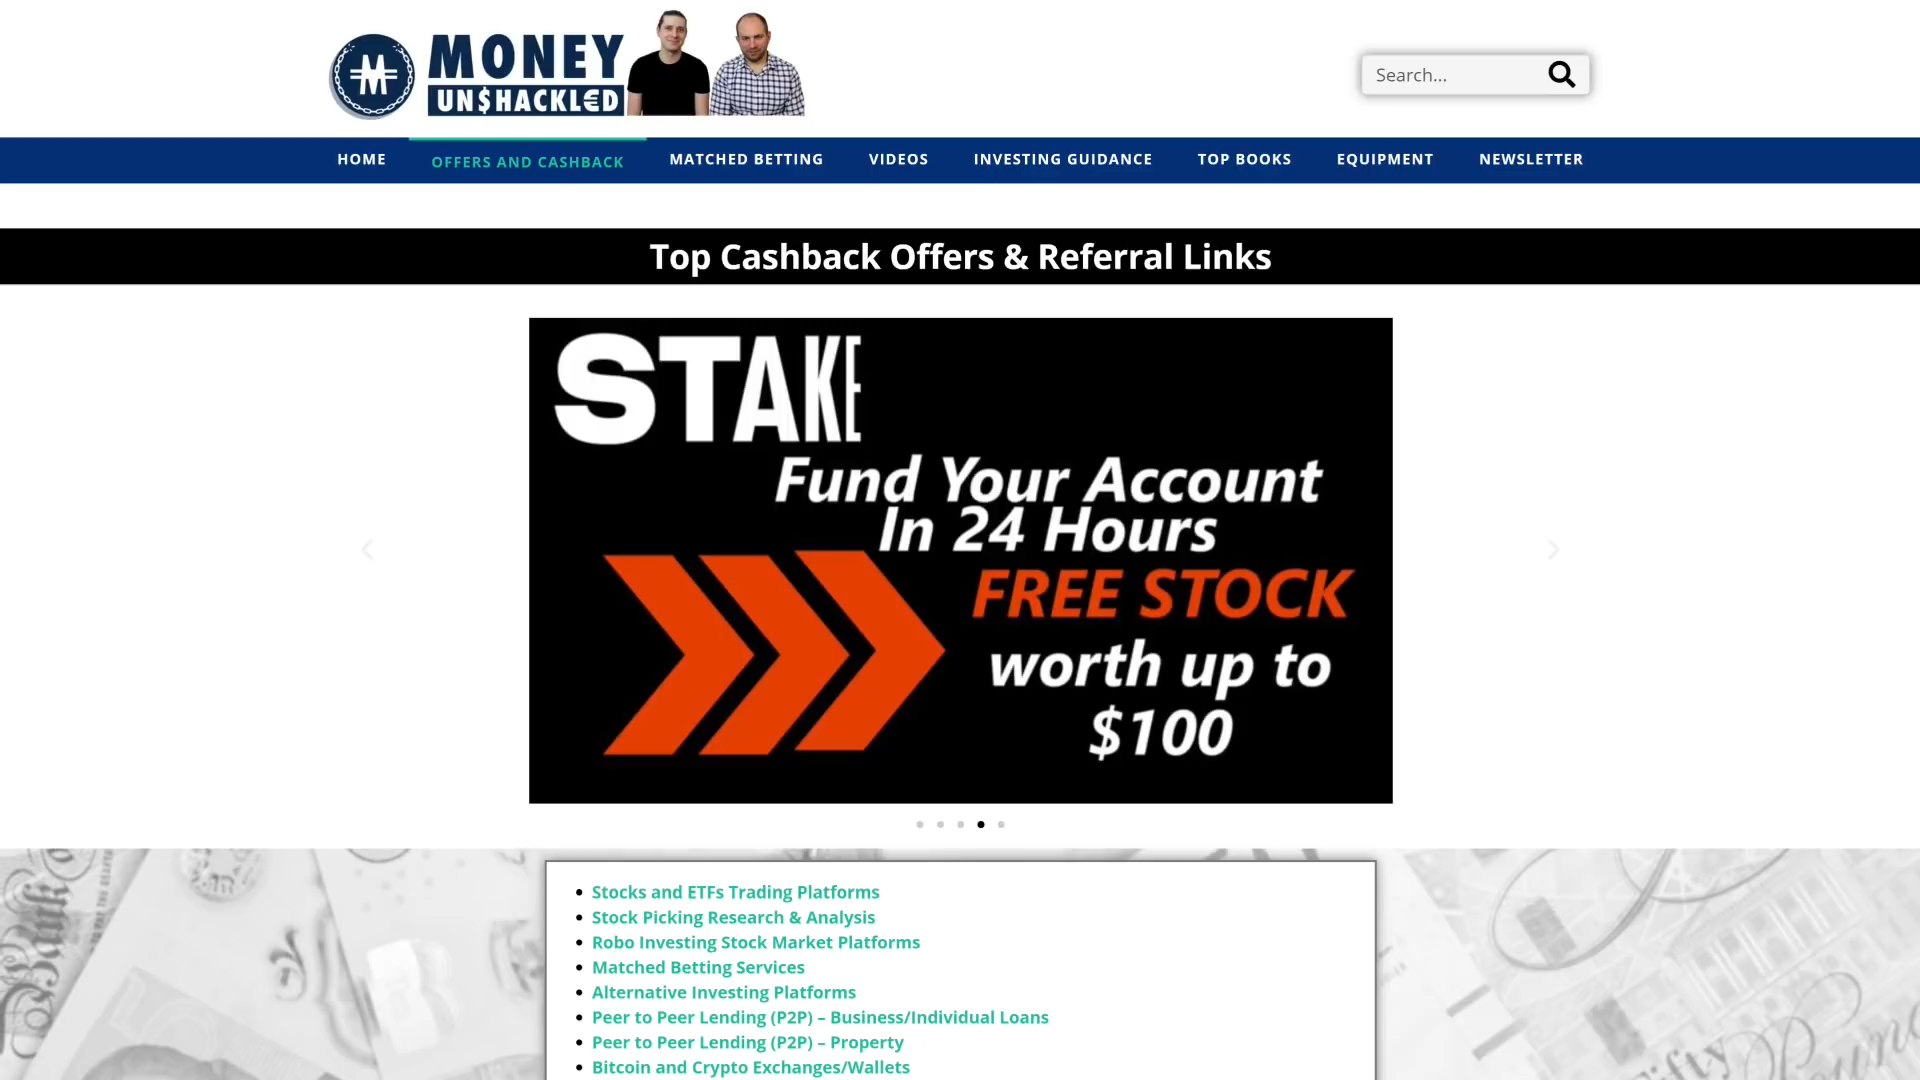 MONEY
UN$HACKL€D
Search...
HOME
OFFERS AND CASHBACK
MATCHED BETTING
VIDEOS
INVESTING GUIDANCE
TOP BOOKS
EQUIPMENT
NEWSLETTER
Top Cashback Offers & Referral Links
STAKE
Fund Your Account
In 24 Hours
FREE STOCK
worth up to
$100
Stocks and ETFs Trading Platforms
Stock Picking Research & Analysis
Robo Investing Stock Market Platforms
Matched Betting Services
Alternative Investing Platforms
Peer to Peer Lending (P2P) – Business/Individual Loans
Peer to Peer Lending (P2P) – Property
Bitcoin and Crypto Exchanges/Wallets